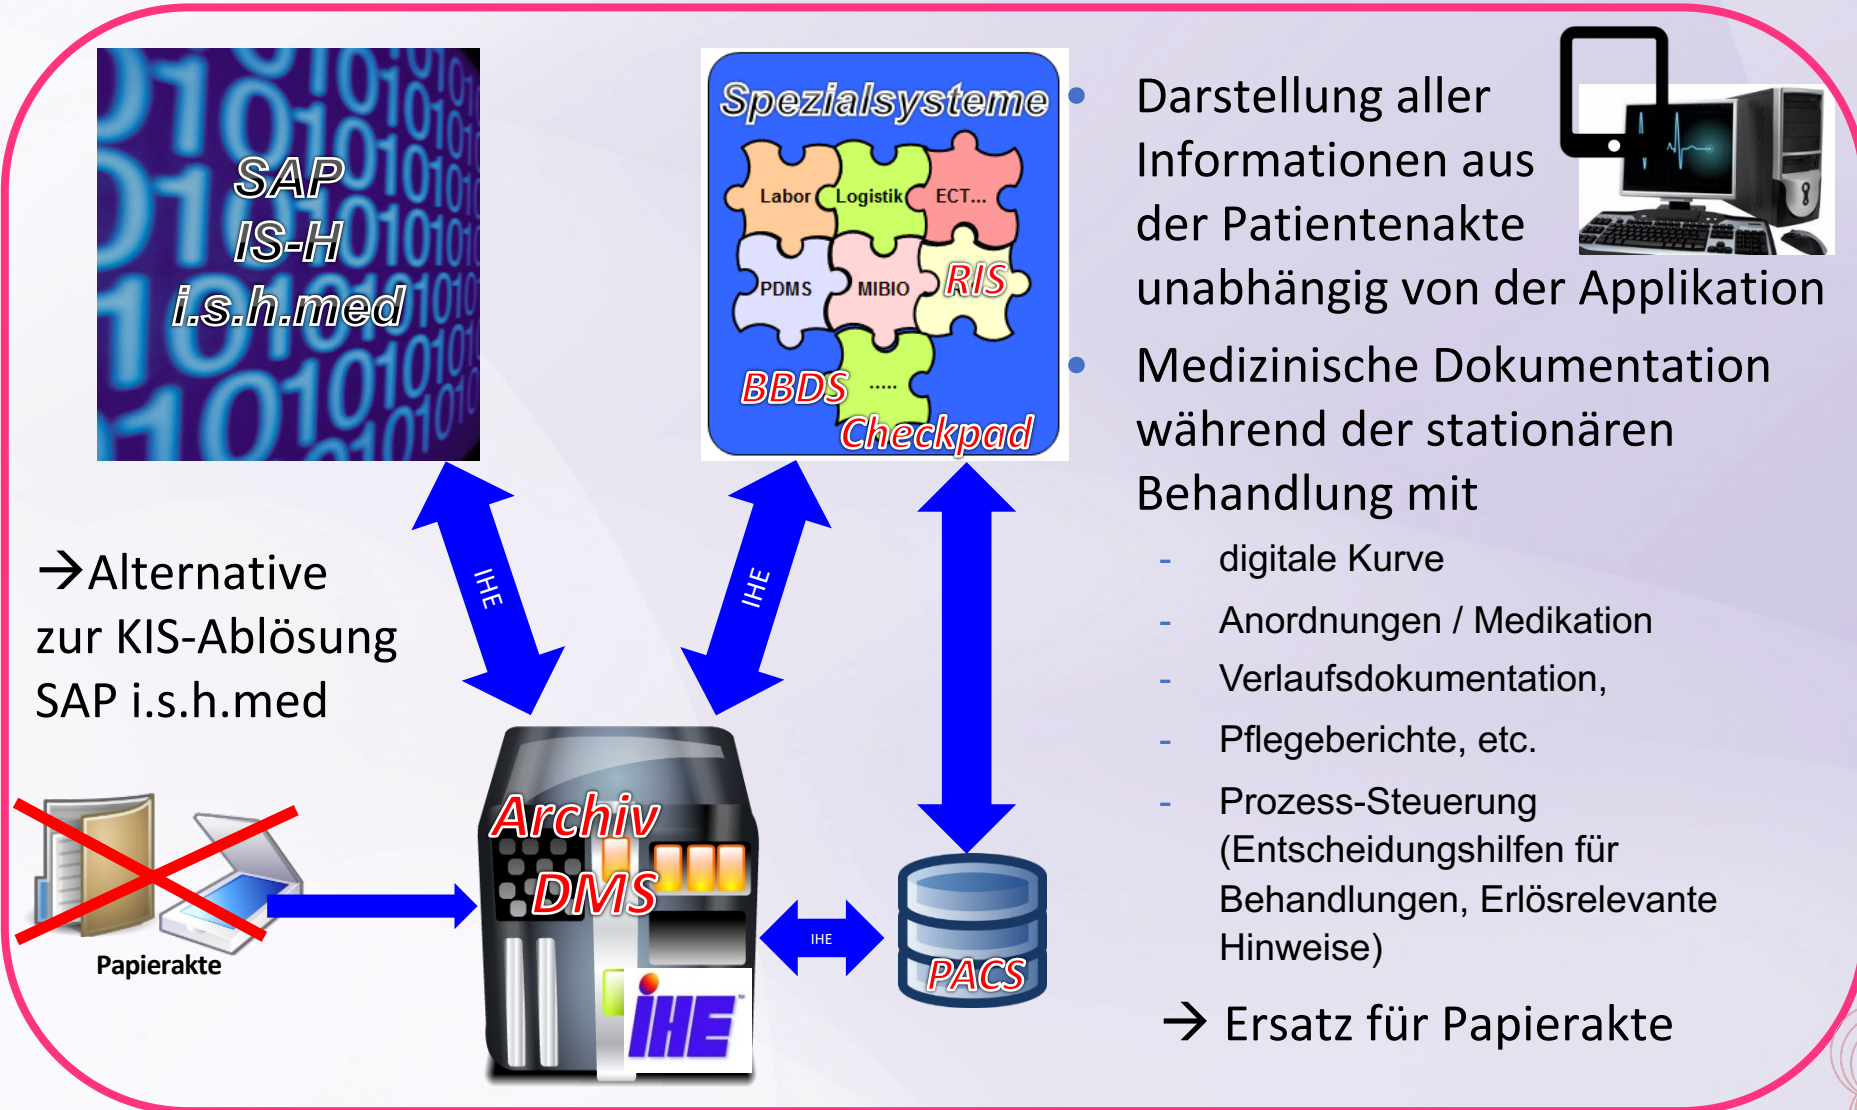 SAP
IS-H
i.s.h.med
Spezialsysteme
Labor
Logistik
ECT...
PDMS
MIBIO
RIS
BBDS
.....
Checkpad
IHE
IHE
→Alternative
zur KIS-Ablösung
SAP i.s.h.med
Papierakte
Archiv
DMS
IHE
IHE
PACS
• Darstellung aller
Informationen aus
der Patientenakte
unabhängig von der Applikation
• Medizinische Dokumentation
während der stationären
Behandlung mit
- digitale Kurve
- Anordnungen / Medikation
- Verlaufsdokumentation,
- Pflegeberichte, etc.
- Prozess-Steuerung
(Entscheidungshilfen für
Behandlungen, Erlösrelevante
Hinweise)
→ Ersatz für Papierakte